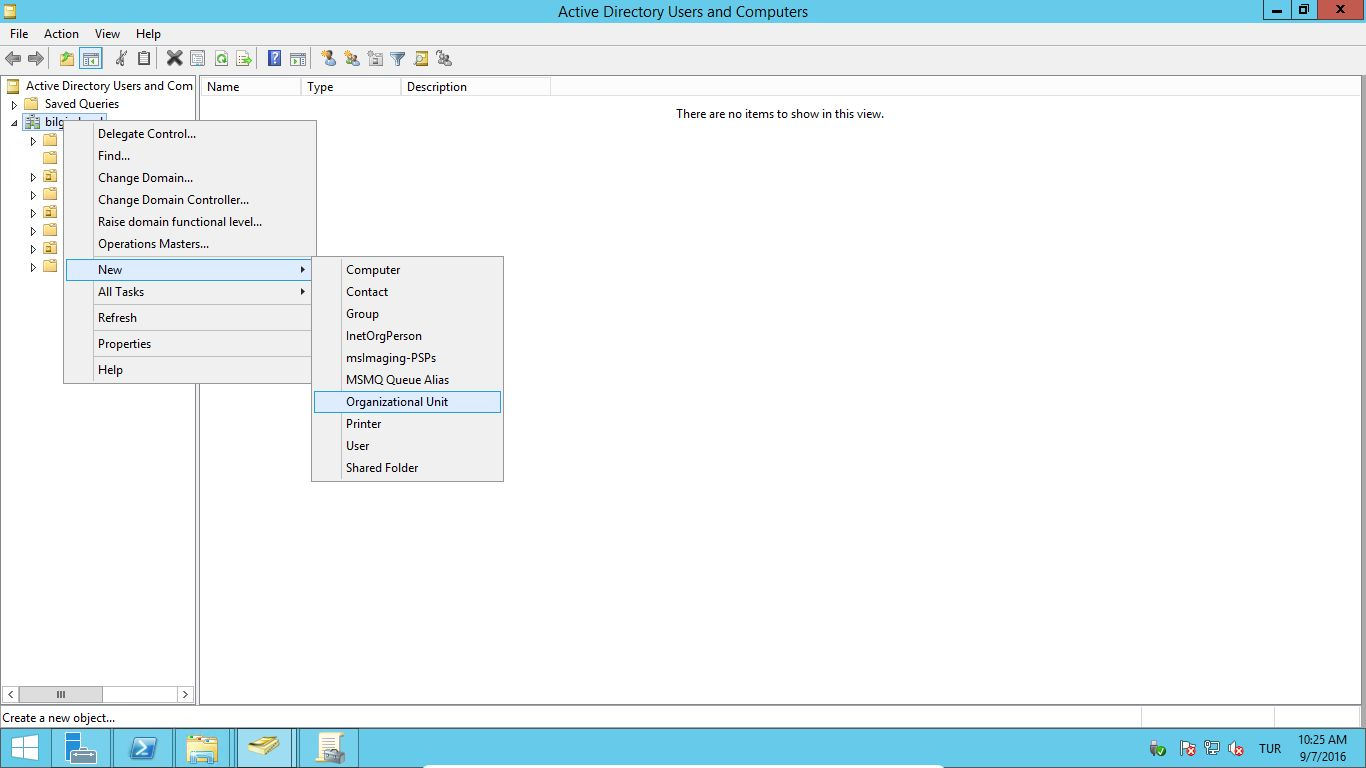 Active Directory Users and Computers
File Action View Help
Active Directory Users and Com
Name Type Description
Saved Queries
There are no items to show in this view.
Delegate Control...
Find...
Change Domain...
Change Domain Controller...
Raise domain functional level...
Operations Masters...
New
All Tasks
Refresh
Properties
Help
Computer
Contact
Group
InetOrgPerson
msImaging-PSPs
MSMQ Queue Alias
Organizational Unit
Printer
User
Shared Folder
Create a new object...
TUR
10:25 AM
9/7/2016